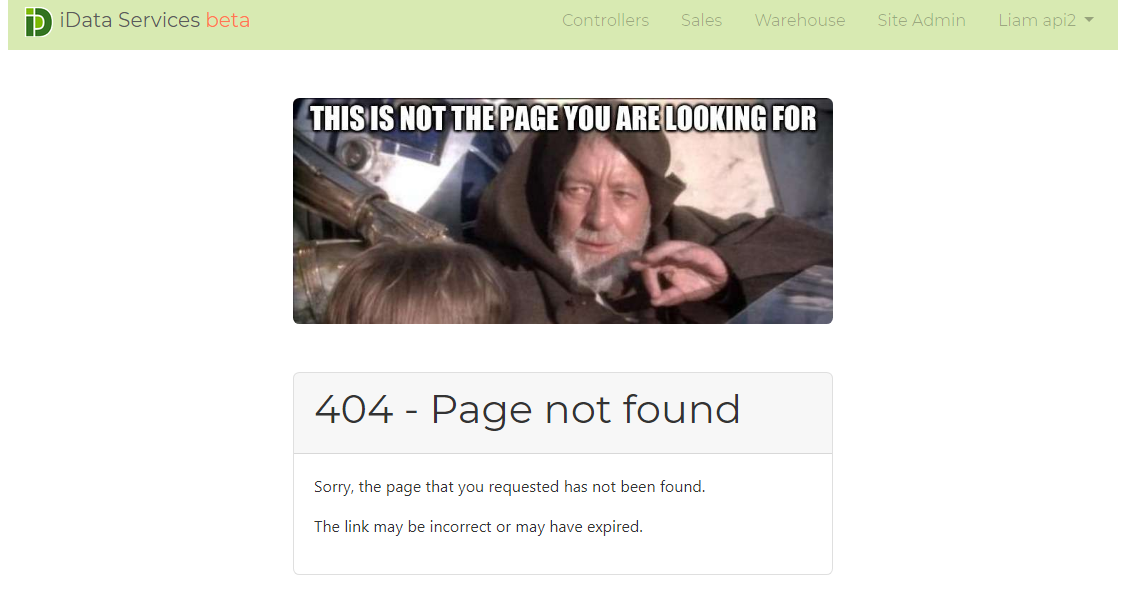 iD iData Services beta
Controllers Sales Warehouse Site Admin Liam api2
THIS IS NOT THE PAGE YOU ARE LOOKING FOR
404 - Page not found
Sorry, the page that you requested has not been found.
The link may be incorrect or may have expired.